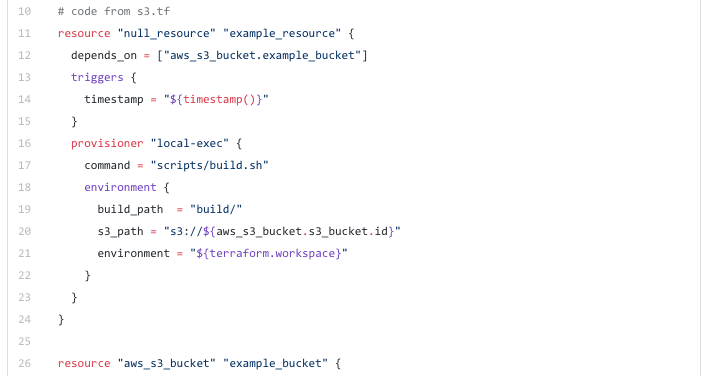 10 # code from s3.tf
11 resource "null_resource" "example_resource" {
12 depends_on = ["aws_s3_bucket.example_bucket"]
13 triggers {
14 timestamp = "${timestamp()}"
15 }
16 provisioner "local-exec" {
17 command = "scripts/build.sh"
18 environment {
19 build_path  = "build/"
20 s3_path = "s3://${aws_s3_bucket.s3_bucket.id}"
21 environment = "${terraform.workspace}"
22 }
23 }
24 }
25
26 resource "aws_s3_bucket" "example_bucket" {